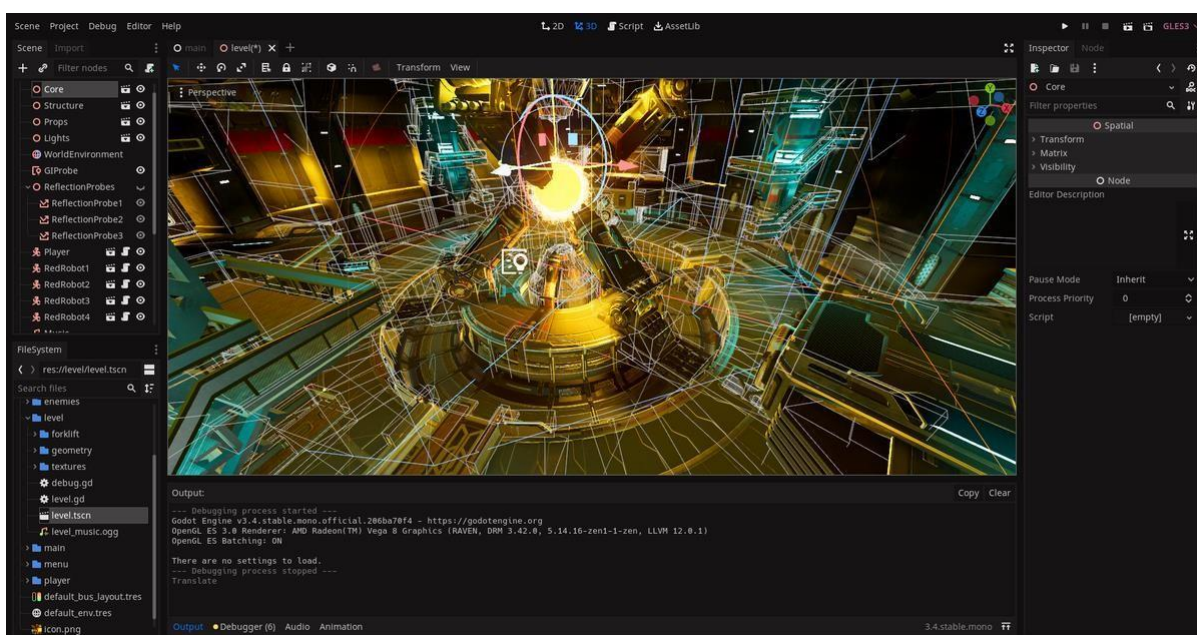 Scene Project Debug Editor Help
2D 3D Script AssetLib
GLES3
Scene Import
Filter nodes
Core
Structure
Props
Lights
WorldEnvironment
GIProbe
ReflectionProbes
ReflectionProbe1
ReflectionProbe2
ReflectionProbe3
Player
RedRobot1
RedRobot2
RedRobot3
RedRobot4
Music
FileSystem
res://level/level.tscn
Search files
enemies
level
forklift
geometry
textures
debug.gd
level.gd
level.tscn
level_music.ogg
main
menu
player
default_bus_layout.tres
default_env.tres
icon.png
main level(*)
Transform View
Perspective
Y
X
Z
Output:
Copy Clear
--- Debugging process started ---
Godot Engine v3.4.stable.mono.official.206ba70f4 - https://godotengine.org
OpenGL ES 3.0 Renderer: AMD Radeon(TM) Vega 8 Graphics (RAVEN, DRM 3.42.0, 5.14.16-zen1-1-zen, LLVM 12.0.1)
OpenGL ES Batching: ON
There are no settings to load.
--- Debugging process stopped ---
Translate
Output Debugger (6) Audio Animation
3.4.stable.mono
Inspector Node
Core
Filter properties
Spatial
Transform
Matrix
Visibility
Node
Editor Description
Pause Mode Inherit
Process Priority 0
Script [empty]